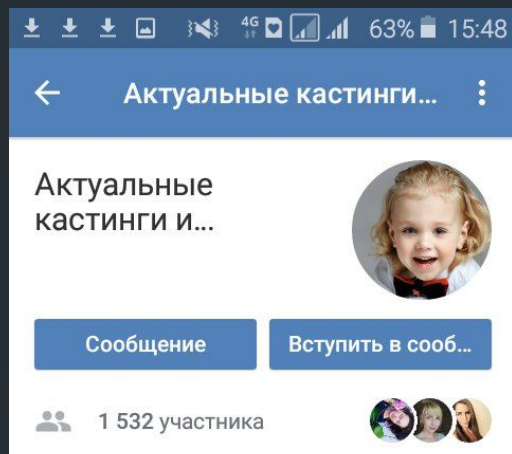 4G 63% 15:48
Актуальные кастинги...
Актуальные
кастинги и...
Сообщение Вступить в сооб...
1 532 участника